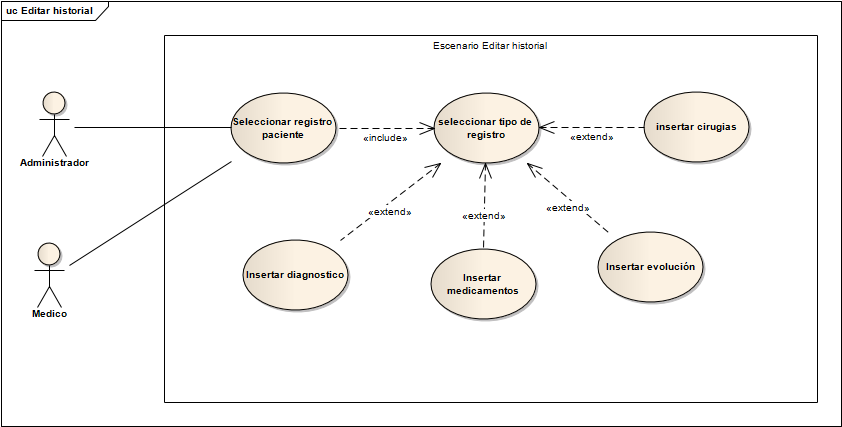 uc Editar historial
Escenario Editar historial
Administrador
Seleccionar registro
paciente
«include»
seleccionar tipo de
registro
«extend»
insertar cirugias
«extend»
«extend»
«extend»
Insertar diagnostico
Insertar
medicamentos
Insertar evolución
Medico